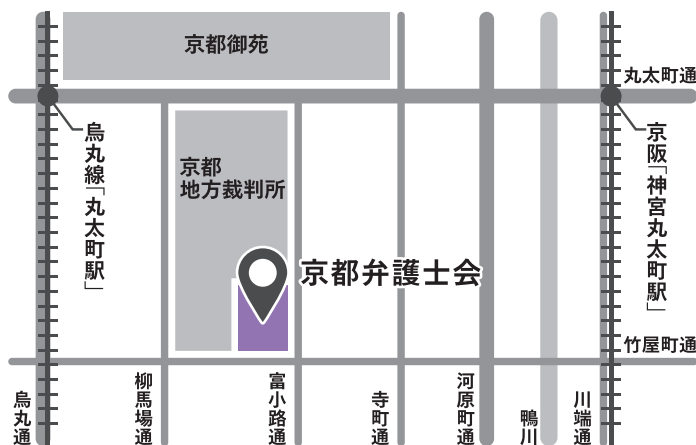 京都御苑
丸太町通
烏丸線「丸太町駅」
京阪「神宮丸太町駅」
京都
地方裁判所
京都弁護士会
竹屋町通
烏丸通
柳馬場通
富小路通
寺町通
河原町通
鴨川
川端通